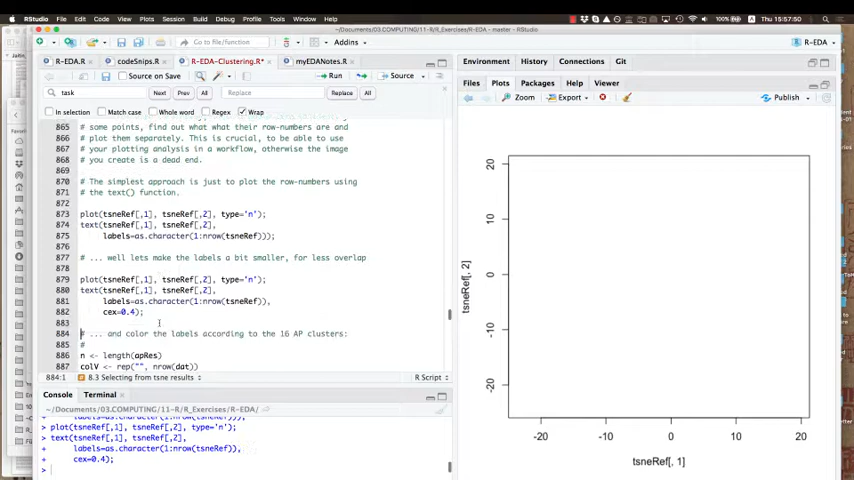 RStudio File Edit Code View Plots Session Build Debug Profile Tools Window Help 100% Thu 15:57:50
~/Documents/03.COMPUTING/11-R/R_Exercises/R-EDA - master - RStudio
Go to file/function Addins R-EDA
R-EDA.R codeSnips.R R-EDA-Clustering.R* myEDANotes.R
Source on Save Run Source
task Next Prev All Replace Replace All
In selection Match case Whole word Regex Wrap
865 # some points, find out what what their row-numbers are and
866 # plot them separately. This is crucial, to be able to use
867 # your plotting analysis in a workflow, otherwise the image
868 # you create is a dead end.
869
870 # The simplest approach is just to plot the row-numbers using
871 # the text() function.
872
873 plot(tsneRef[,1], tsneRef[,2], type='n');
874 text(tsneRef[,1], tsneRef[,2],
875 labels=as.character(1:nrow(tsneRef)));
876
877 # ... well lets make the labels a bit smaller, for less overlap
878
879 plot(tsneRef[,1], tsneRef[,2], type='n');
880 text(tsneRef[,1], tsneRef[,2],
881 labels=as.character(1:nrow(tsneRef)),
882 cex=0.4);
883
884 # ... and color the labels according to the 16 AP clusters:
885 #
886 n <- length(apRes)
887 colV <- rep("", nrow(dat))
884:1 8.3 Selecting from tsne results R Script
Console Terminal
~/Documents/03.COMPUTING/11-R/R_Exercises/R-EDA/
+ labels=as.character(1:nrow(tsneRef)));
> plot(tsneRef[,1], tsneRef[,2], type='n');
> text(tsneRef[,1], tsneRef[,2],
+ labels=as.character(1:nrow(tsneRef)),
+ cex=0.4);
>
Environment History Connections Git
Files Plots Packages Help Viewer
Zoom Export Publish
20
10
0
-10
-20
tsneRef[, 2]
-20 -10 0 10 20
tsneRef[, 1]